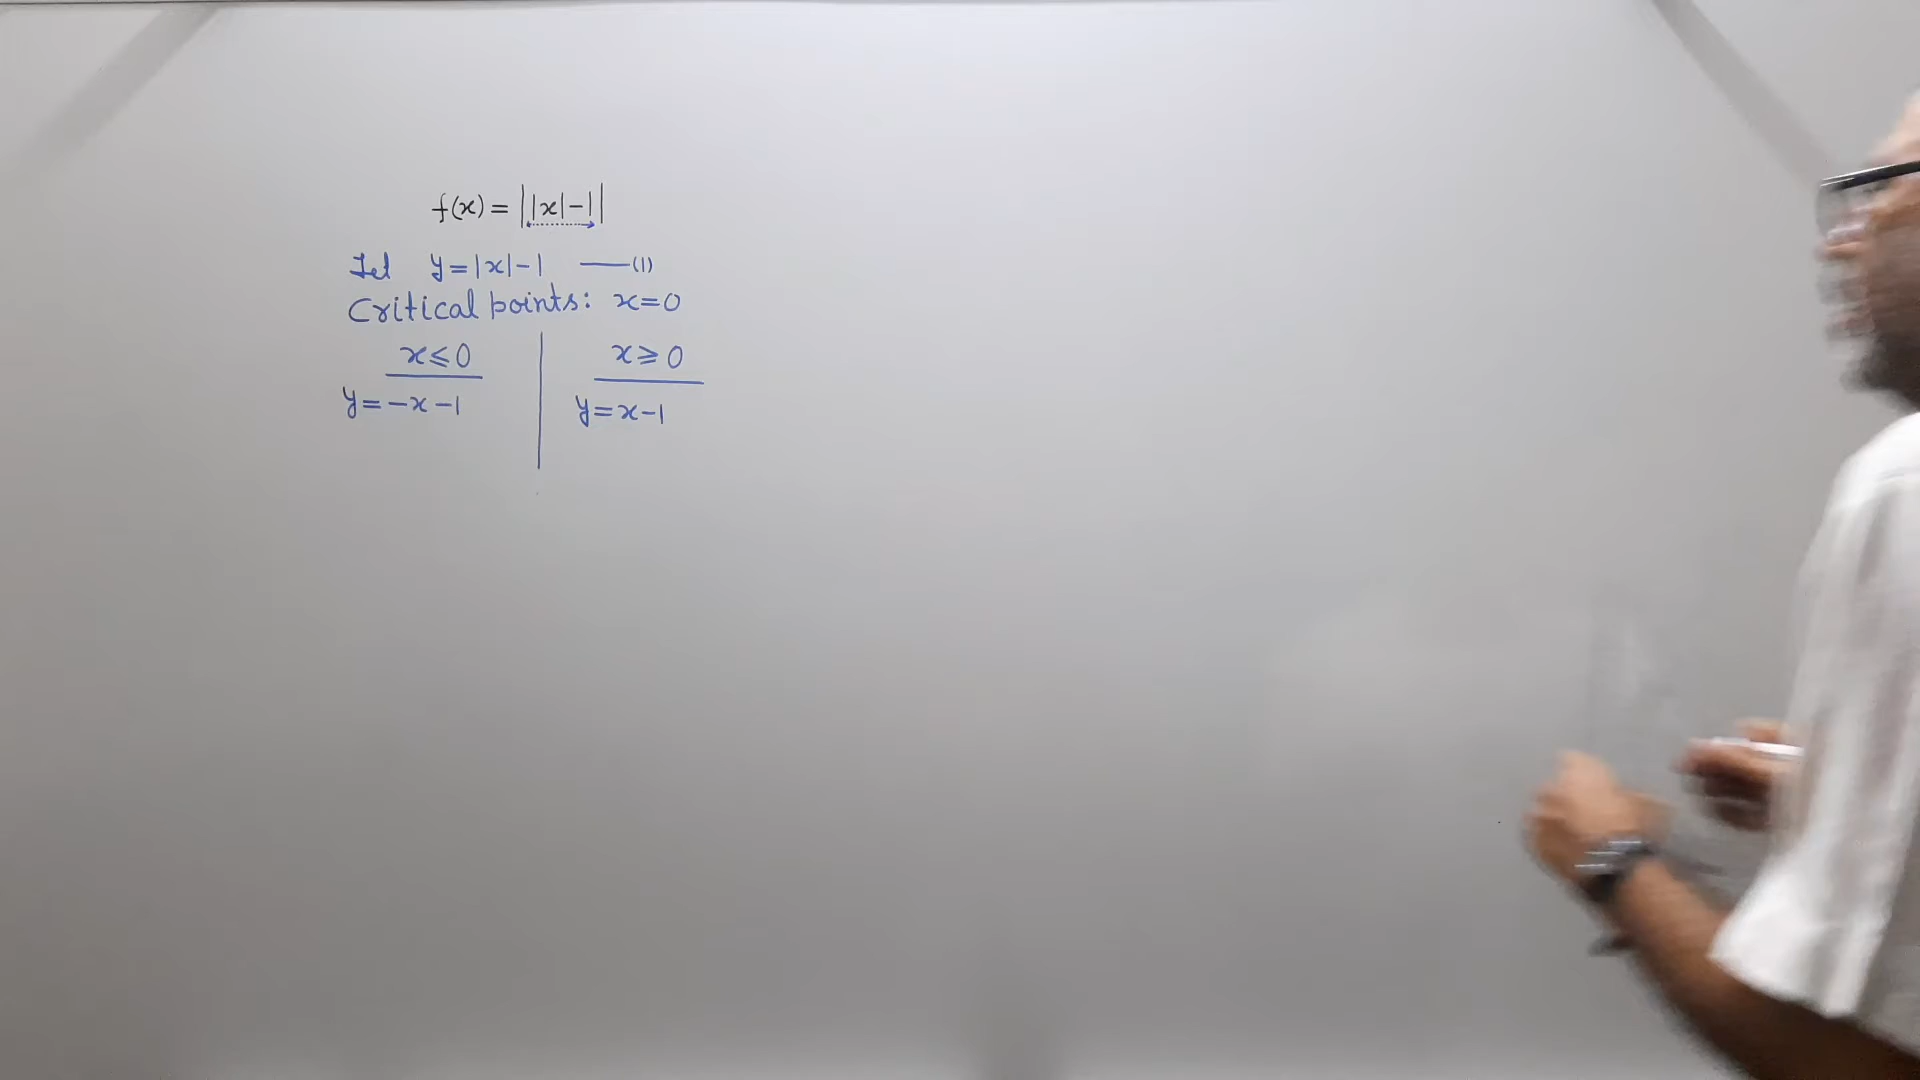 f(x) = ||x|-1|
Let y = |x|-1 ——(1)
Critical points: x=0
x≤0 x≥0
y=-x-1 y=x-1